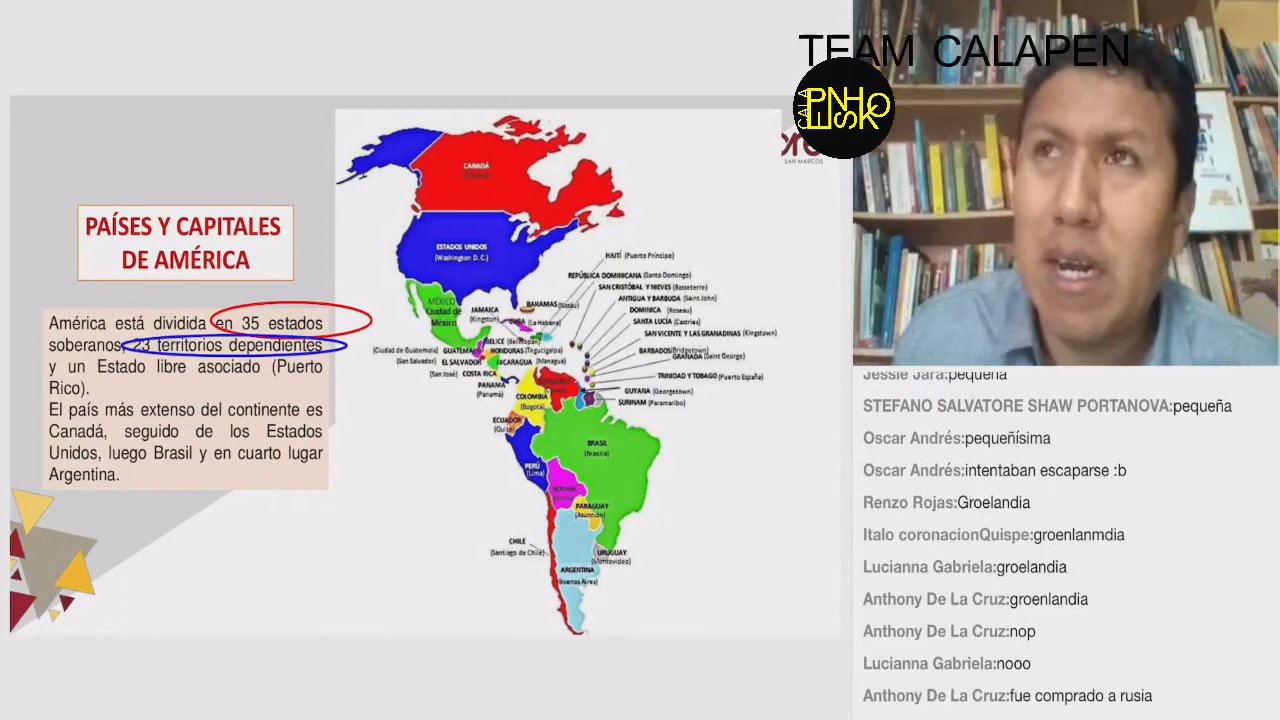 TEAM CALAPEN
CALA
PEN
SHOK
SAN MARCOS
PAÍSES Y CAPITALES
DE AMÉRICA
América está dividida en 35 estados
soberanos, 23 territorios dependientes
y un Estado libre asociado (Puerto
Rico).
El país más extenso del continente es
Canadá, seguido de los Estados
Unidos, luego Brasil y en cuarto lugar
Argentina.
CANADÁ
ESTADOS UNIDOS
(Washington D. C.)
MÉXICO
Ciudad de
México
HAITÍ (Puerto Príncipe)
REPÚBLICA DOMINICANA (Santo Domingo)
SAN CRISTÓBAL Y NIEVES (Basseterre)
ANTIGUA Y BARBUDA (Saint John)
DOMINICA (Roseau)
SANTA LUCÍA (Castries)
SAN VICENTE Y LAS GRANADINAS (Kingstown)
BARBADOS (Bridgetown)
GRANADA (Saint George)
TRINIDAD Y TOBAGO (Puerto España)
GUYANA (Georgetown)
SURINAM (Paramaribo)
BAHAMAS (Nasáu)
JAMAICA
(Kingston)
CUBA (La Habana)
BELICE (Belmopan)
(Ciudad de Guatemala) GUATEMALA
HONDURAS (Tegucigalpa)
(San Salvador) EL SALVADOR
NICARAGUA (Managua)
(San José) COSTA RICA
PANAMÁ
(Panamá)
COLOMBIA
(Bogotá)
ECUADOR
(Quito)
PERÚ
(Lima)
BRASIL
(Brasilia)
PARAGUAY
(Asunción)
CHILE
(Santiago de Chile)
URUGUAY
(Montevideo)
ARGENTINA
(Buenos Aires)
Jessie Jara:pequeña
STEFANO SALVATORE SHAW PORTANOVA:pequeña
Oscar Andrés:pequeñísima
Oscar Andrés:intentaban escaparse :b
Renzo Rojas:Groelandia
Italo coronacionQuispe:groenlanmdia
Lucianna Gabriela:groelandia
Anthony De La Cruz:groenlandia
Anthony De La Cruz:nop
Lucianna Gabriela:nooo
Anthony De La Cruz:fue comprado a rusia